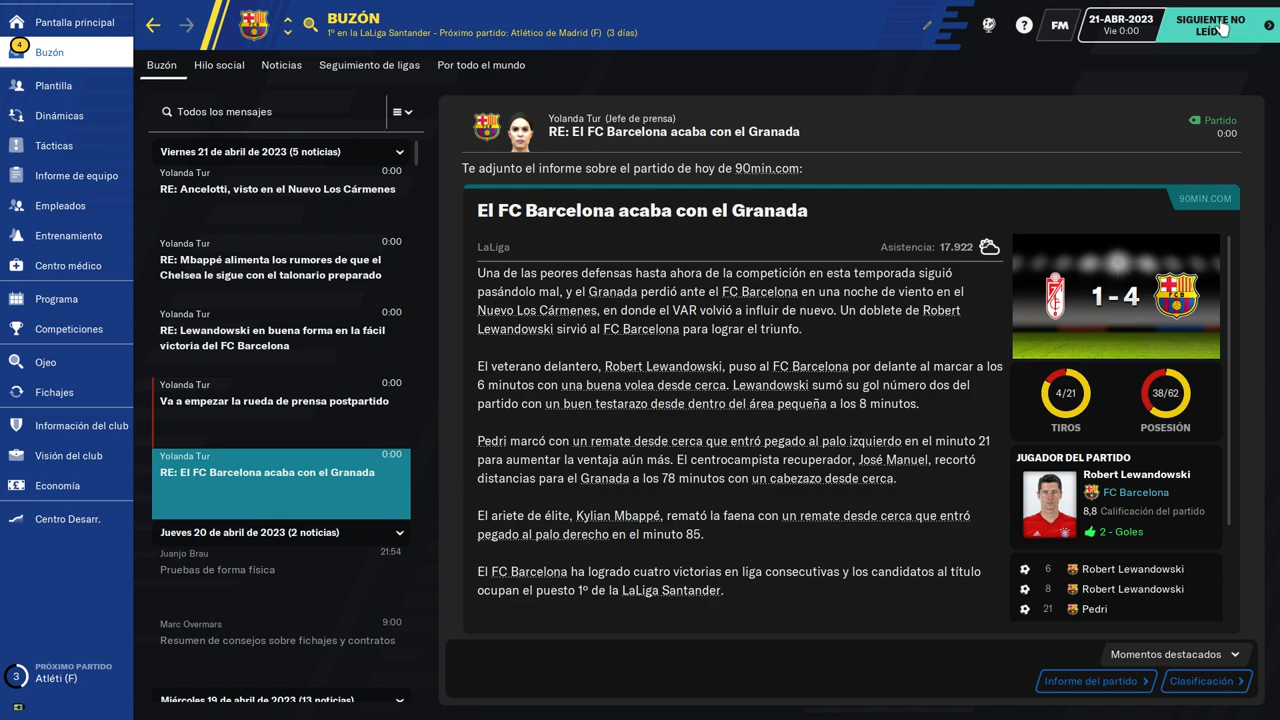 Pantalla principal
4
Buzón
Plantilla
Dinámicas
Tácticas
Informe de equipo
Empleados
Entrenamiento
Centro médico
Programa
Competiciones
Ojeo
Fichajes
Información del club
Visión del club
Economía
Centro Desarr.
3
PRÓXIMO PARTIDO
Atléti (F)
BUZÓN
1º en la LaLiga Santander - Próximo partido: Atlético de Madrid (F) (3 días)
?
FM
21-ABR-2023
Vie 0:00
SIGUIENTE NO
LEÍD
Buzón Hilo social Noticias Seguimiento de ligas Por todo el mundo
Todos los mensajes
Viernes 21 de abril de 2023 (5 noticias)
Yolanda Tur 0:00
RE: Ancelotti, visto en el Nuevo Los Cármenes
Yolanda Tur 0:00
RE: Mbappé alimenta los rumores de que el
Chelsea le sigue con el talonario preparado
Yolanda Tur 0:00
RE: Lewandowski en buena forma en la fácil
victoria del FC Barcelona
Yolanda Tur 0:00
Va a empezar la rueda de prensa postpartido
Yolanda Tur 0:00
RE: El FC Barcelona acaba con el Granada
Jueves 20 de abril de 2023 (2 noticias)
Juanjo Brau 21:54
Pruebas de forma física
Marc Overmars 9:00
Resumen de consejos sobre fichajes y contratos
Miércoles 19 de abril de 2023 (13 noticias)
Yolanda Tur (Jefe de prensa)
RE: El FC Barcelona acaba con el Granada
Partido
0:00
Te adjunto el informe sobre el partido de hoy de 90min.com:
90MIN.COM
El FC Barcelona acaba con el Granada
LaLiga Asistencia: 17.922
Una de las peores defensas hasta ahora de la competición en esta temporada siguió
pasándolo mal, y el Granada perdió ante el FC Barcelona en una noche de viento en el
Nuevo Los Cármenes, en donde el VAR volvió a influir de nuevo. Un doblete de Robert
Lewandowski sirvió al FC Barcelona para lograr el triunfo.
El veterano delantero, Robert Lewandowski, puso al FC Barcelona por delante al marcar a los
6 minutos con una buena volea desde cerca. Lewandowski sumó su gol número dos del
partido con un buen testarazo desde dentro del área pequeña a los 8 minutos.
Pedri marcó con un remate desde cerca que entró pegado al palo izquierdo en el minuto 21
para aumentar la ventaja aún más. El centrocampista recuperador, José Manuel, recortó
distancias para el Granada a los 78 minutos con un cabezazo desde cerca.
El ariete de élite, Kylian Mbappé, remató la faena con un remate desde cerca que entró
pegado al palo derecho en el minuto 85.
El FC Barcelona ha logrado cuatro victorias en liga consecutivas y los candidatos al título
ocupan el puesto 1º de la LaLiga Santander.
1 - 4
4/21
TIROS
38/62
POSESIÓN
JUGADOR DEL PARTIDO
Robert Lewandowski
FC Barcelona
8,8 Calificación del partido
2 - Goles
6 Robert Lewandowski
8 Robert Lewandowski
21 Pedri
Momentos destacados
Informe del partido
Clasificación